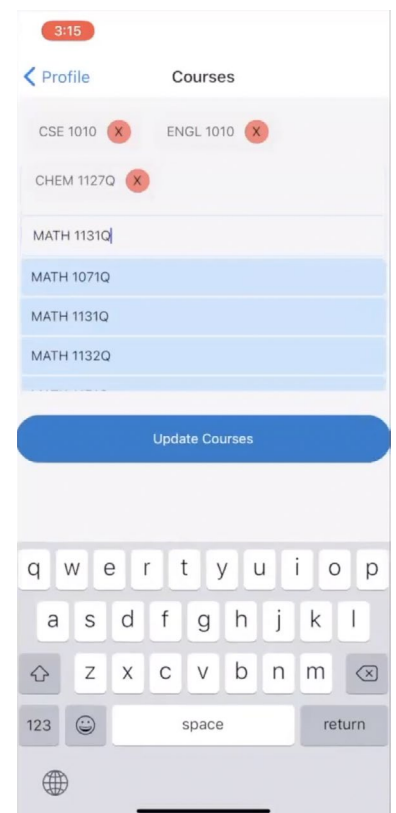 3:15
Profile Courses
CSE 1010 X ENGL 1010 X
CHEM 1127Q X
MATH 1131Q
MATH 1071Q
MATH 1131Q
MATH 1132Q
Update Courses
q w e r t y u i o p
a s d f g h j k l
z x c v b n m
123 space return